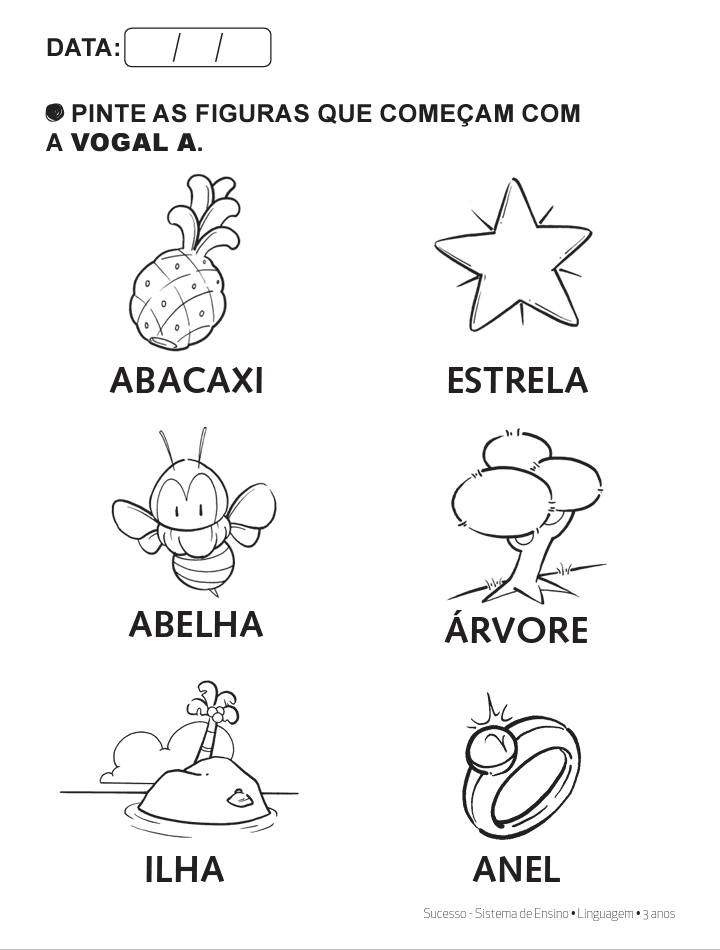 DATA: / /
PINTE AS FIGURAS QUE COMEÇAM COM
A VOGAL A.
ABACAXI
ESTRELA
ABELHA
ÁRVORE
ILHA
ANEL
Sucesso - Sistema de Ensino • Linguagem • 3 anos